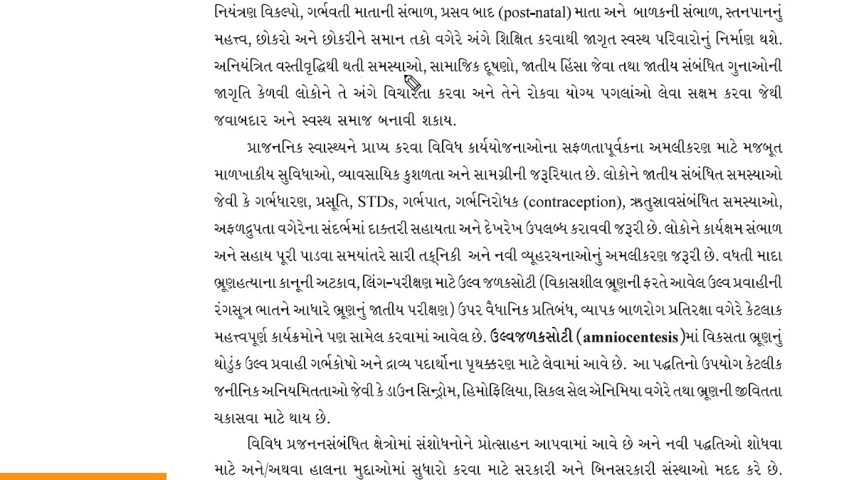 નિયંત્રણ વિકલ્પો, ગર્ભવતી માતાની સંભાળ, પ્રસવ બાદ (post-natal) માતા અને બાળકની સંભાળ, સ્તનપાનનું
મહત્ત્વ, છોકરો અને છોકરીને સમાન તકો વગેરે અંગે શિક્ષિત કરવાથી જાગૃત સ્વસ્થ પરિવારોનું નિર્માણ થશે.
અનિયંત્રિત વસ્તીવૃદ્ધિથી થતી સમસ્યાઓ, સામાજિક દૂષણો, જાતીય હિંસા જેવા તથા જાતીય સંબંધિત ગુનાઓની
જાગૃતિ કેળવી લોકોને તે અંગે વિચારતા કરવા અને તેને રોકવા યોગ્ય પગલાંઓ લેવા સક્ષમ કરવા જેથી
જવાબદાર અને સ્વસ્થ સમાજ બનાવી શકાય.
પ્રાજનનિક સ્વાસ્થ્યને પ્રાપ્ય કરવા વિવિધ કાર્યયોજનાઓના સફળતાપૂર્વકના અમલીકરણ માટે મજબૂત
માળખાકીય સુવિધાઓ, વ્યાવસાયિક કુશળતા અને સામગ્રીની જરૂરિયાત છે. લોકોને જાતીય સંબંધિત સમસ્યાઓ
જેવી કે ગર્ભધારણ, પ્રસૂતિ, STDs, ગર્ભપાત, ગર્ભનિરોધક (contraception), ઋતુસ્રાવસંબંધિત સમસ્યાઓ,
અફળદ્રુપતા વગેરેના સંદર્ભમાં દાક્તરી સહાયતા અને દેખરેખ ઉપલબ્ધ કરાવવી જરૂરી છે. લોકોને કાર્યક્ષમ સંભાળ
અને સહાય પૂરી પાડવા સમયાંતરે સારી તક્નિકી અને નવી વ્યૂહરચનાઓનું અમલીકરણ જરૂરી છે. વધતી માદા
ભ્રૂણહત્યાના કાનૂની અટકાવ, લિંગ-પરીક્ષણ માટે ઉલ્વ જળકસોટી (વિકાસશીલ ભ્રૂણની ફરતે આવેલ ઉલ્વ પ્રવાહીની
રંગસૂત્ર ભાતને આધારે ભ્રૂણનું જાતીય પરીક્ષણ) ઉપર વૈધાનિક પ્રતિબંધ, વ્યાપક બાળરોગ પ્રતિરક્ષા વગેરે કેટલાક
મહત્ત્વપૂર્ણ કાર્યક્રમોને પણ સામેલ કરવામાં આવેલ છે. ઉલ્વજળકસોટી (amniocentesis)માં વિકસતા ભ્રૂણનું
થોડુંક ઉલ્વ પ્રવાહી ગર્ભકોષો અને દ્રાવ્ય પદાર્થોના પૃથક્કરણ માટે લેવામાં આવે છે. આ પદ્ધતિનો ઉપયોગ કેટલીક
જનીનિક અનિયમિતતાઓ જેવી કે ડાઉન સિન્ડ્રોમ, હિમોફિલિયા, સિકલ સેલ ઍનિમિયા વગેરે તથા ભ્રૂણની જીવિતતા
ચકાસવા માટે થાય છે.
વિવિધ પ્રજનનસંબંધિત ક્ષેત્રોમાં સંશોધનોને પ્રોત્સાહન આપવામાં આવે છે અને નવી પદ્ધતિઓ શોધવા
માટે અને/અથવા હાલના મુદાઓમાં સુધારો કરવા માટે સરકારી અને બિનસરકારી સંસ્થાઓ મદદ કરે છે.